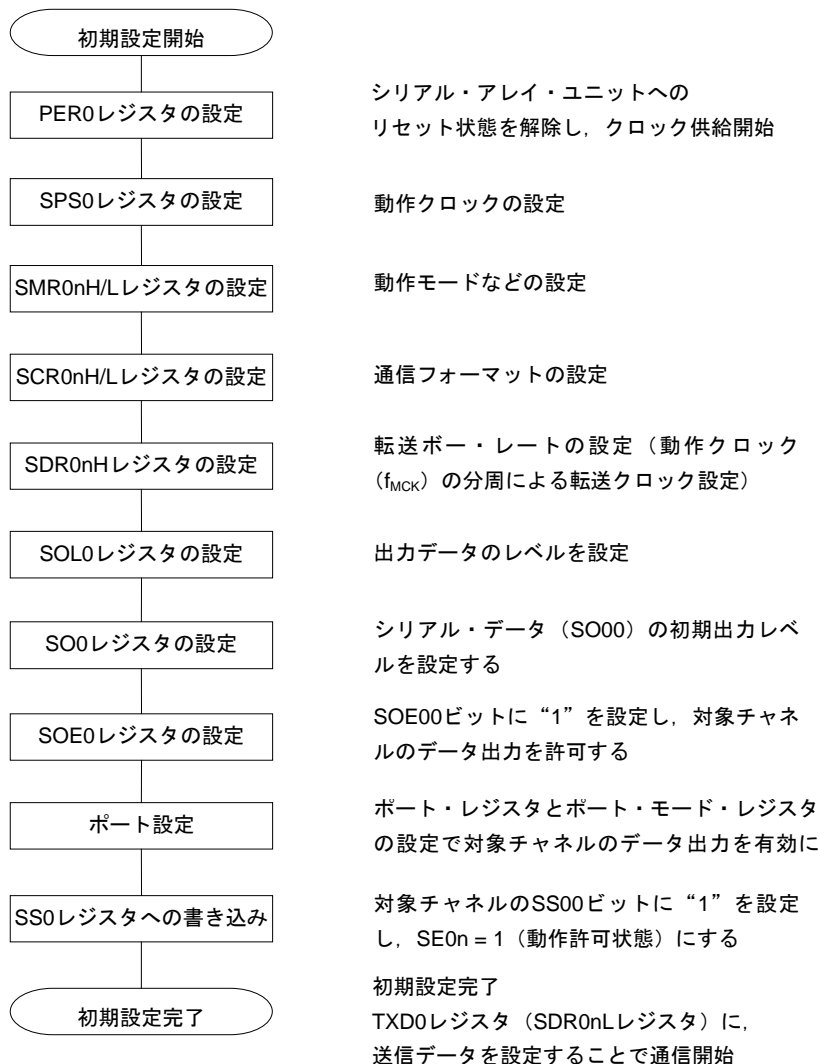 初期設定開始
PER0レジスタの設定
シリアル・アレイ・ユニットへの
リセット状態を解除し，クロック供給開始
SPS0レジスタの設定
動作クロックの設定
SMR0nH/Lレジスタの設定
動作モードなどの設定
SCR0nH/Lレジスタの設定
通信フォーマットの設定
SDR0nHレジスタの設定
転送ボー・レートの設定（動作クロック
（fMCK）の分周による転送クロック設定）
SOL0レジスタの設定
出力データのレベルを設定
SO0レジスタの設定
シリアル・データ（SO00）の初期出力レベ
ルを設定する
SOE0レジスタの設定
SOE00ビットに“1”を設定し，対象チャネ
ルのデータ出力を許可する
ポート設定
ポート・レジスタとポート・モード・レジスタ
の設定で対象チャネルのデータ出力を有効に
SS0レジスタへの書き込み
対象チャネルのSS00ビットに“1”を設定
し，SE0n = 1（動作許可状態）にする
初期設定完了
初期設定完了
TXD0レジスタ（SDR0nLレジスタ）に，
送信データを設定することで通信開始